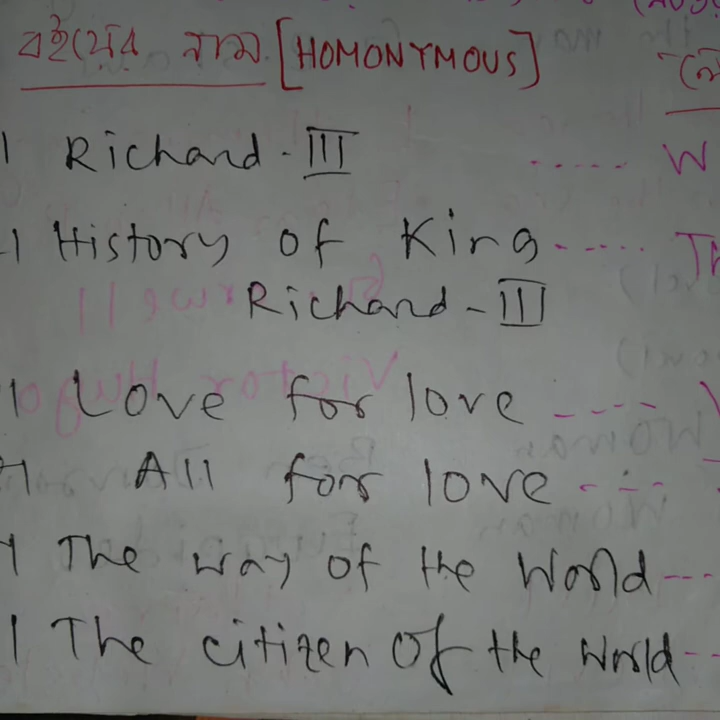 বইয়ের নাম [HOMONYMOUS]
Richard - III ...... W
History of King ...... Th
Richard - III
Love for love ----
All for love - - -
The way of the World ---
The citizen of the world --